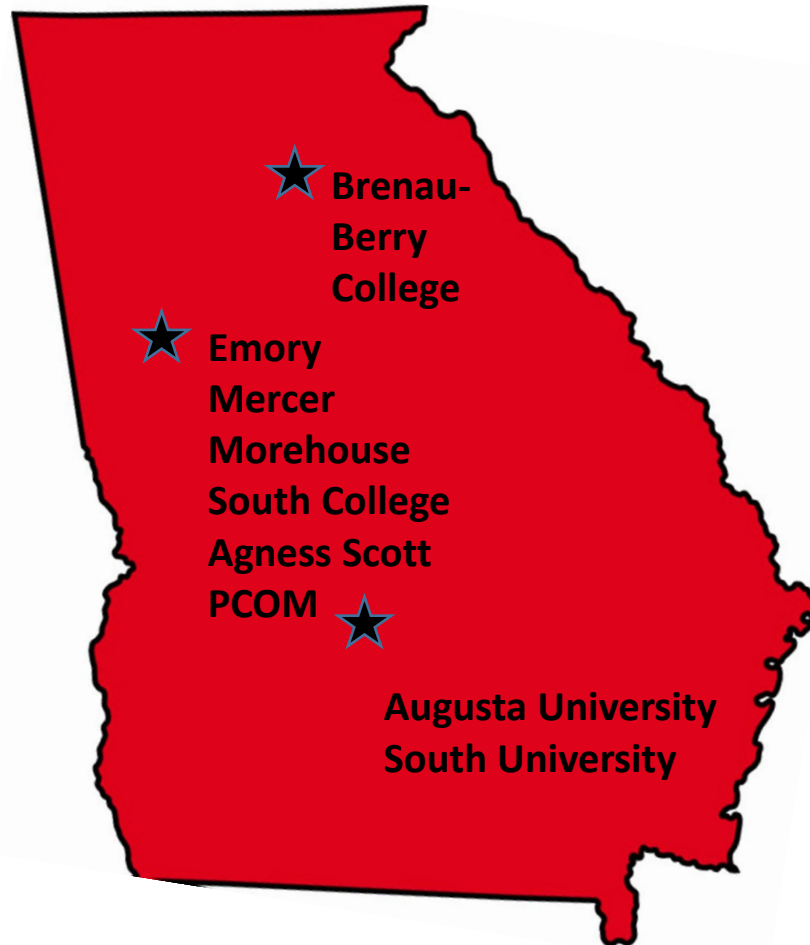 Brenau-
Berry
College
Emory
Mercer
Morehouse
South College
Agness Scott
PCOM
Augusta University
South University